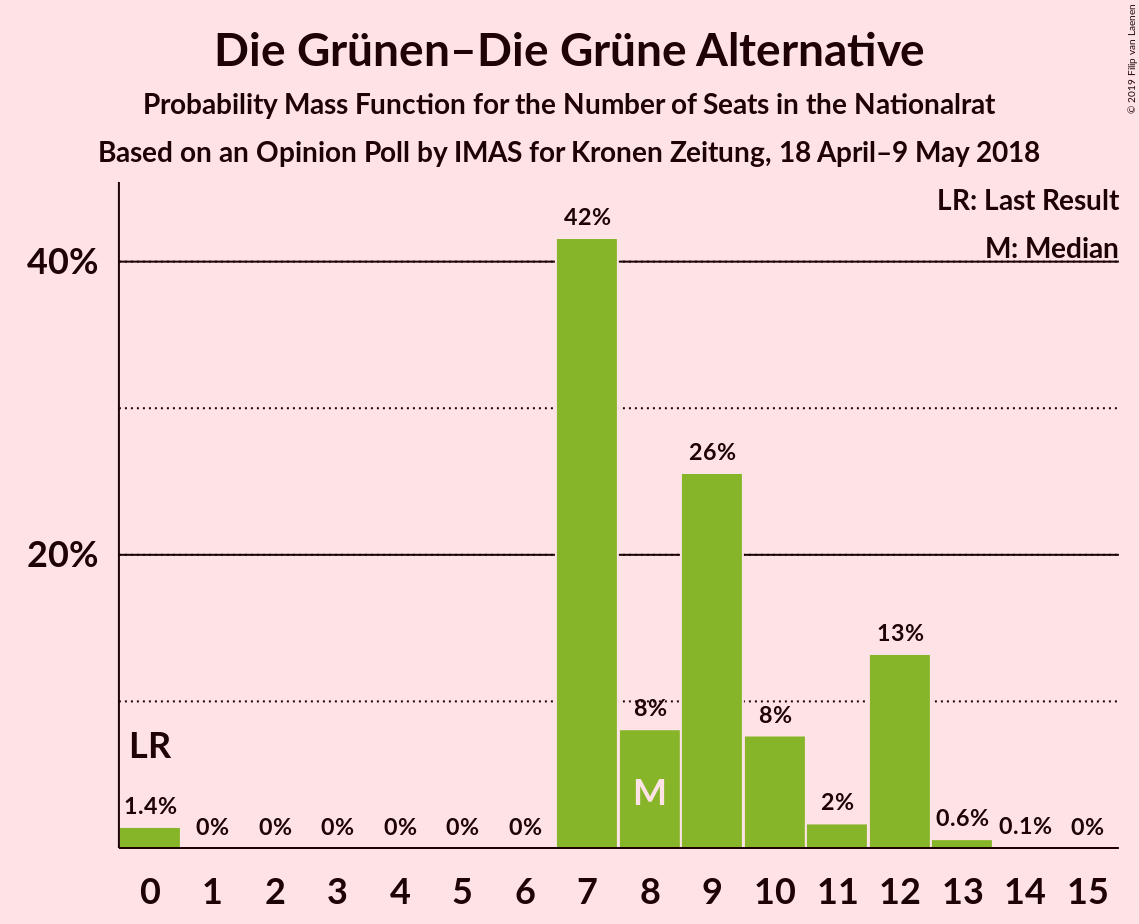 Die Grünen–Die Grüne Alternative
Probability Mass Function for the Number of Seats in the Nationalrat
Based on an Opinion Poll by IMAS for Kronen Zeitung, 18 April–9 May 2018
© 2019 Filip van Laenen
LR: Last Result
M: Median
40%
20%
LR
1.4% 0% 0% 0% 0% 0% 0% 42% 8% 26% 8% 2% 13% 0.6% 0.1% 0%
M
0 1 2 3 4 5 6 7 8 9 10 11 12 13 14 15